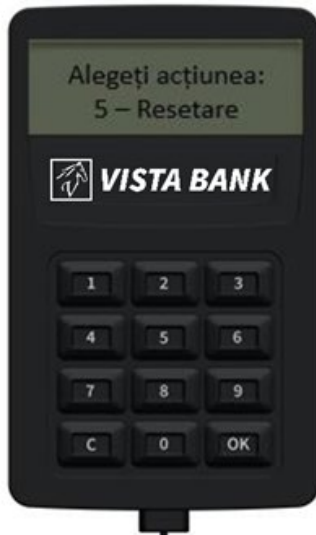 Alegeți acțiunea:
5 – Resetare
VISTA BANK
1 2 3
4 5 6
7 8 9
C 0 OK